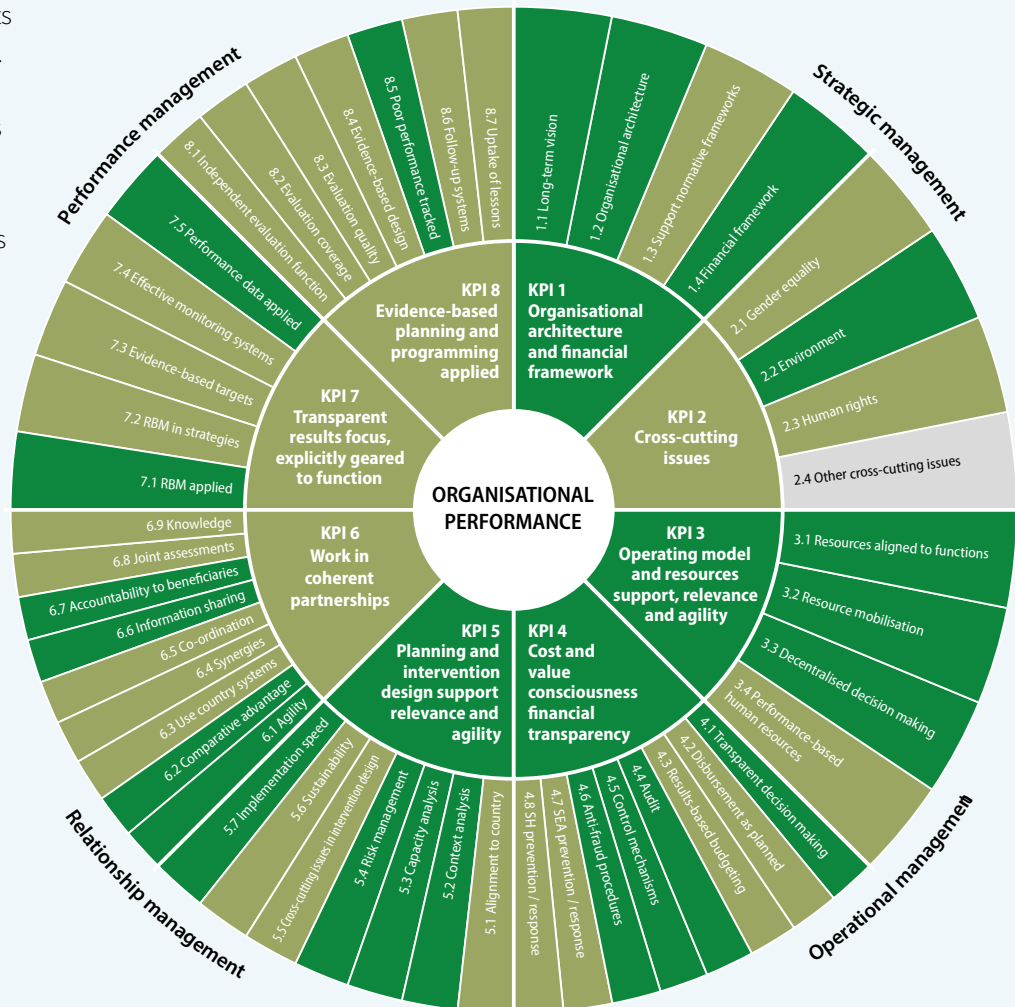 Performance management
Strategic management
Operational management
Relationship management
ORGANISATIONAL
PERFORMANCE
KPI 1
Organisational
architecture
and financial
framework
1.1 Long-term vision
1.2 Organisational architecture
1.3 Support normative frameworks
1.4 Financial framework
KPI 2
Cross-cutting
issues
2.1 Gender equality
2.2 Environment
2.3 Human rights
2.4 Other cross-cutting issues
KPI 3
Operating model
and resources
support, relevance
and agility
3.1 Resources aligned to functions
3.2 Resource mobilisation
3.3 Decentralised decision making
3.4 Performance-based
human resources
KPI 4
Cost and
value
consciousness
financial
transparency
4.1 Transparent decision making
4.2 Disbursement as planned
4.3 Results-based budgeting
4.4 Audit
4.5 Control mechanisms
4.6 Anti-fraud procedures
4.7 SEA prevention / response
4.8 SH prevention / response
KPI 5
Planning and
intervention
design support
relevance and
agility
5.1 Alignment to country
5.2 Context analysis
5.3 Capacity analysis
5.4 Risk management
5.5 Cross-cutting issues in intervention design
5.6 Sustainability
5.7 Implementation speed
KPI 6
Work in
coherent
partnerships
6.1 Agility
6.2 Comparative advantage
6.3 Use country systems
6.4 Synergies
6.5 Co-ordination
6.6 Information sharing
6.7 Accountability to beneficiaries
6.8 Joint assessments
6.9 Knowledge
KPI 7
Transparent
results focus,
explicitly geared
to function
7.1 RBM applied
7.2 RBM in strategies
7.3 Evidence-based targets
7.4 Effective monitoring systems
7.5 Performance data applied
KPI 8
Evidence-based
planning and
programming
applied
8.1 Independent evaluation function
8.2 Evaluation coverage
8.3 Evaluation quality
8.4 Evidence-based design
8.5 Poor performance tracked
8.6 Follow-up systems
8.7 Uptake of lessons